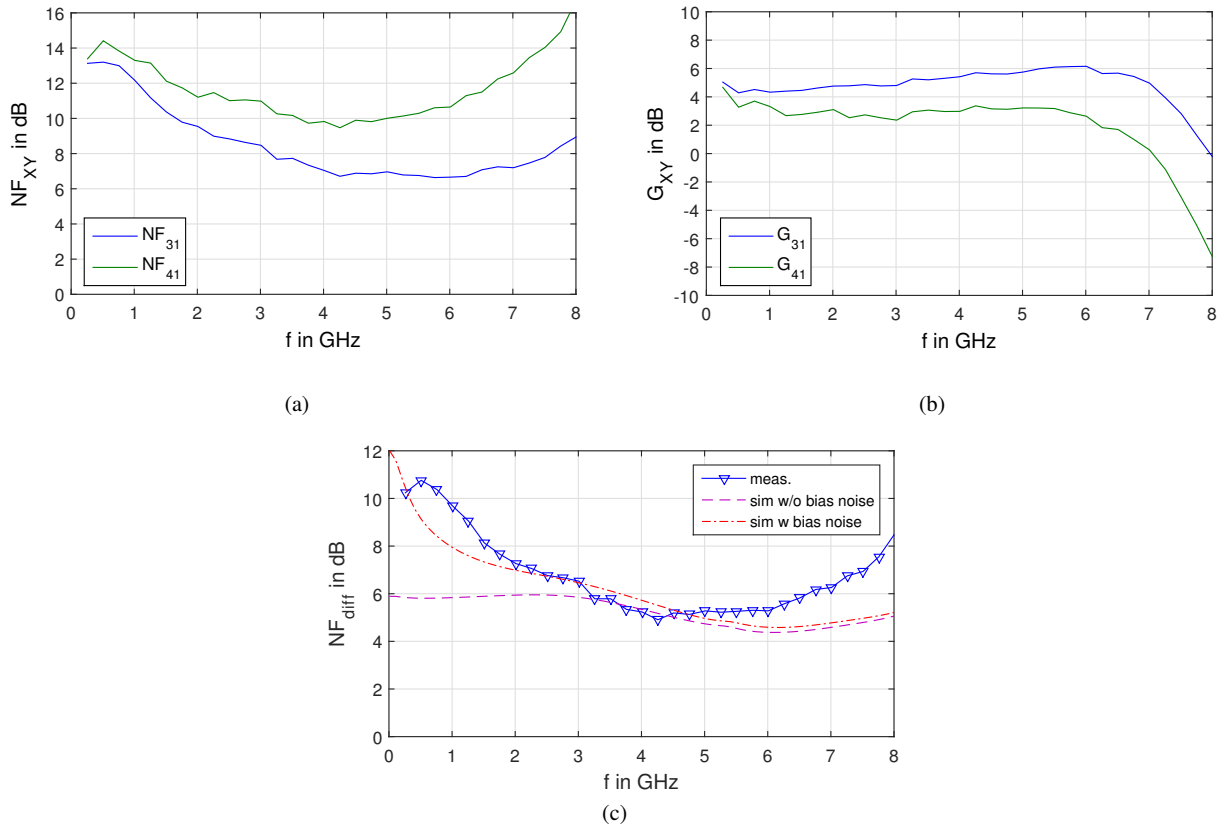 16
14
12
10
8
6
4
2
0
NF_XY in dB
NF_31
NF_41
0 1 2 3 4 5 6 7 8
f in GHz
(a)
10
8
6
4
2
0
-2
-4
-6
-8
-10
G_XY in dB
G_31
G_41
0 1 2 3 4 5 6 7 8
f in GHz
(b)
12
10
8
6
4
2
0
NF_diff in dB
meas.
sim w/o bias noise
sim w bias noise
0 1 2 3 4 5 6 7 8
f in GHz
(c)